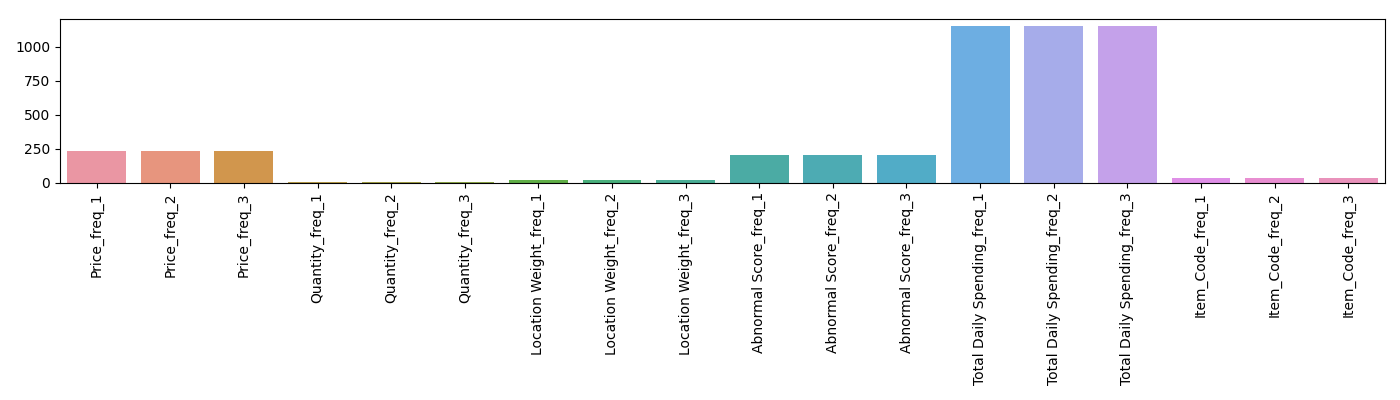 1000
750
500
250
0
Price_freq_1
Price_freq_2
Price_freq_3
Quantity_freq_1
Quantity_freq_2
Quantity_freq_3
Location Weight_freq_1
Location Weight_freq_2
Location Weight_freq_3
Abnormal Score_freq_1
Abnormal Score_freq_2
Abnormal Score_freq_3
Total Daily Spending_freq_1
Total Daily Spending_freq_2
Total Daily Spending_freq_3
Item_Code_freq_1
Item_Code_freq_2
Item_Code_freq_3